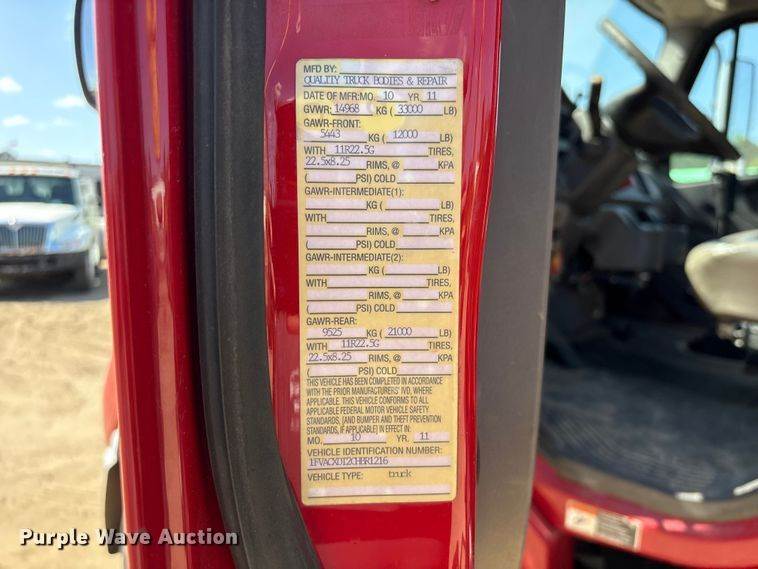 MFD BY:
QUALITY TRUCK BODIES & REPAIR
DATE OF MFR: MO. 10 YR. 11
GVWR: 14968 KG ( 33000 LB)
GAWR-FRONT:
5443 KG ( 12000 LB)
WITH 11R22.5G TIRES,
22.5x8.25 RIMS, @ KPA
( PSI) COLD
GAWR-INTERMEDIATE(1):
KG ( LB)
WITH TIRES,
RIMS, @ KPA
( PSI) COLD
GAWR-INTERMEDIATE(2):
KG ( LB)
WITH TIRES,
RIMS, @ KPA
( PSI) COLD
GAWR-REAR:
9525 KG ( 21000 LB)
WITH 11R22.5G TIRES,
22.5x8.25 RIMS, @ KPA
( PSI) COLD
THIS VEHICLE HAS BEEN COMPLETED IN ACCORDANCE
WITH THE PRIOR MANUFACTURERS' IVD, WHERE
APPLICABLE. THIS VEHICLE CONFORMS TO ALL
APPLICABLE FEDERAL MOTOR VEHICLE SAFETY
STANDARDS, [AND BUMPER AND THEFT PREVENTION
STANDARDS, IF APPLICABLE] IN EFFECT IN
MO. 10 YR. 11
VEHICLE IDENTIFICATION NUMBER:
1FVACXDT2CHBR1216
VEHICLE TYPE: truck
Purple Wave Auction